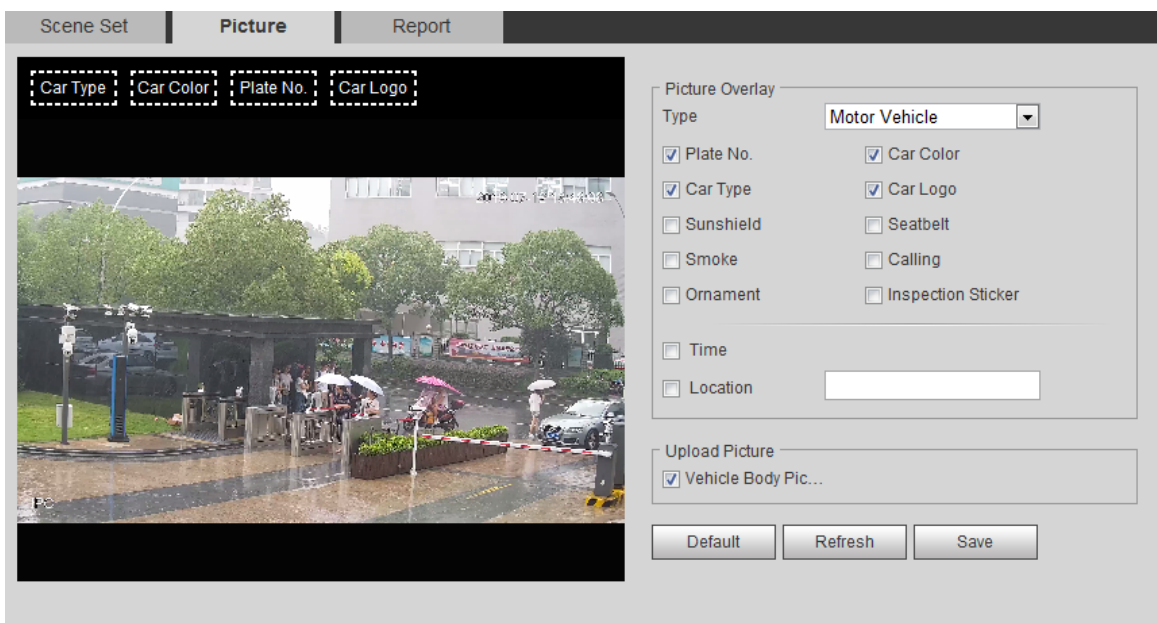 Scene Set Picture Report
Car Type Car Color Plate No. Car Logo
Picture Overlay
Type Motor Vehicle
Plate No. Car Color
Car Type Car Logo
Sunshield Seatbelt
Smoke Calling
Ornament Inspection Sticker
Time
Location
Upload Picture
Vehicle Body Pic...
Default Refresh Save